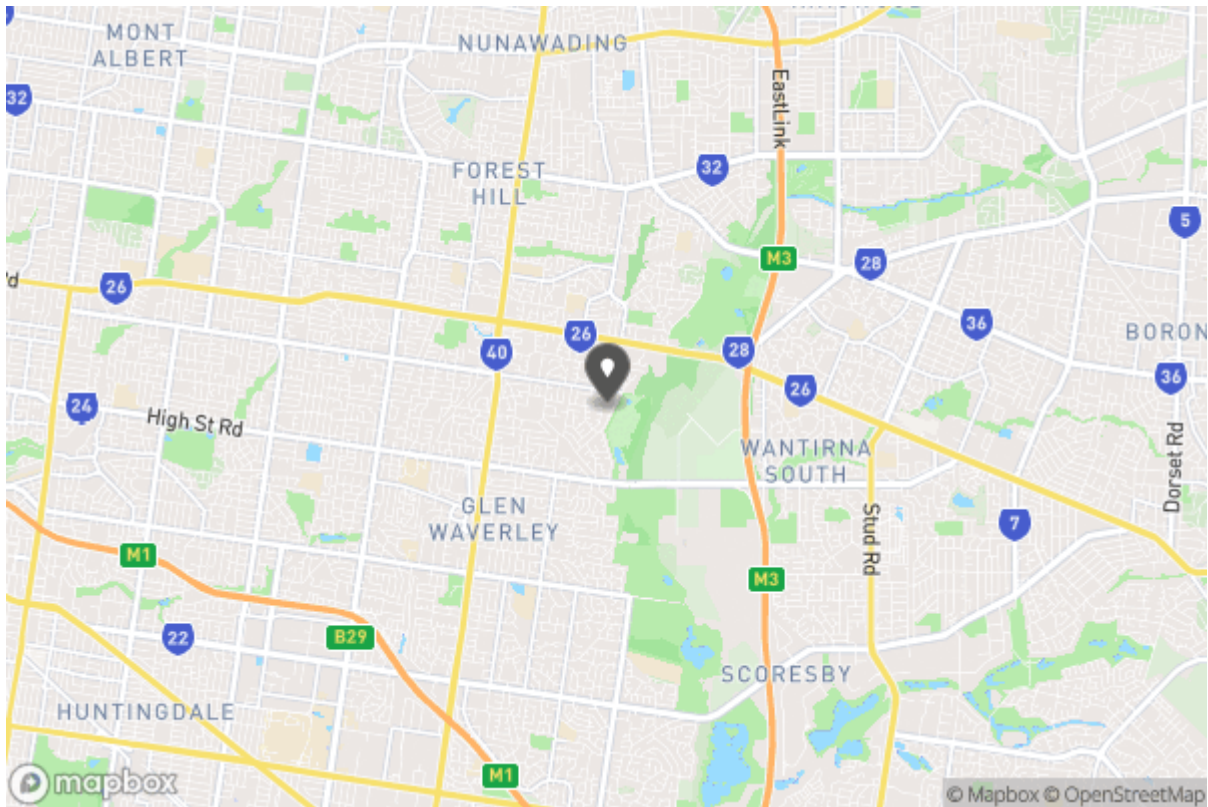 MONT
ALBERT
NUNAWADING
EastLink
32
32
FOREST
HILL
5
M3
28
Rd
26
26
36
40
28
BORON
36
26
24
High St Rd
WANTIRNA
SOUTH
Dorset Rd
GLEN
WAVERLEY
7
Stud Rd
M1
M3
22
B29
SCORESBY
HUNTINGDALE
M1
mapbox
© Mapbox © OpenStreetMap